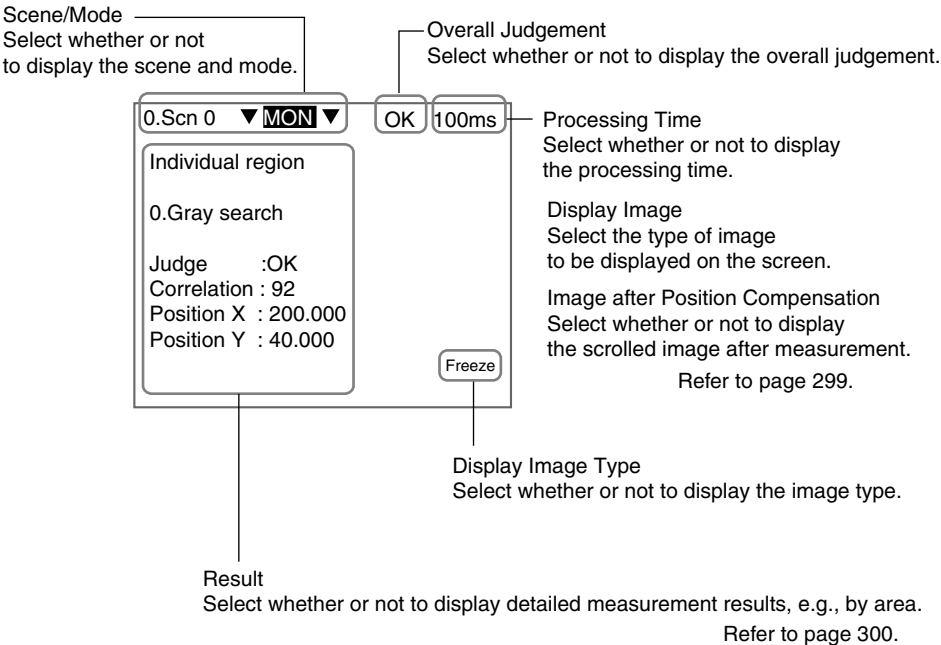 Scene/Mode
Select whether or not
to display the scene and mode.
Overall Judgement
Select whether or not to display the overall judgement.
0.Scn 0 ▼ MON ▼ OK 100ms
Processing Time
Select whether or not to display
the processing time.
Display Image
Select the type of image
to be displayed on the screen.
Image after Position Compensation
Select whether or not to display
the scrolled image after measurement.
Refer to page 299.
Individual region
0.Gray search
Judge :OK
Correlation : 92
Position X : 200.000
Position Y : 40.000
Freeze
Display Image Type
Select whether or not to display the image type.
Result
Select whether or not to display detailed measurement results, e.g., by area.
Refer to page 300.